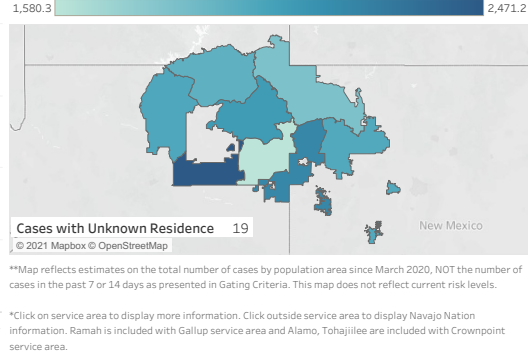 1,580.3 2,471.2
New Mexico
Cases with Unknown Residence 19
© 2021 Mapbox © OpenStreetMap
**Map reflects estimates on the total number of cases by population area since March 2020, NOT the number of
cases in the past 7 or 14 days as presented in Gating Criteria. This map does not reflect current risk levels.
*Click on service area to display more information. Click outside service area to display Navajo Nation
information. Ramah is included with Gallup service area and Alamo, Tohajiilee are included with Crownpoint
service area.